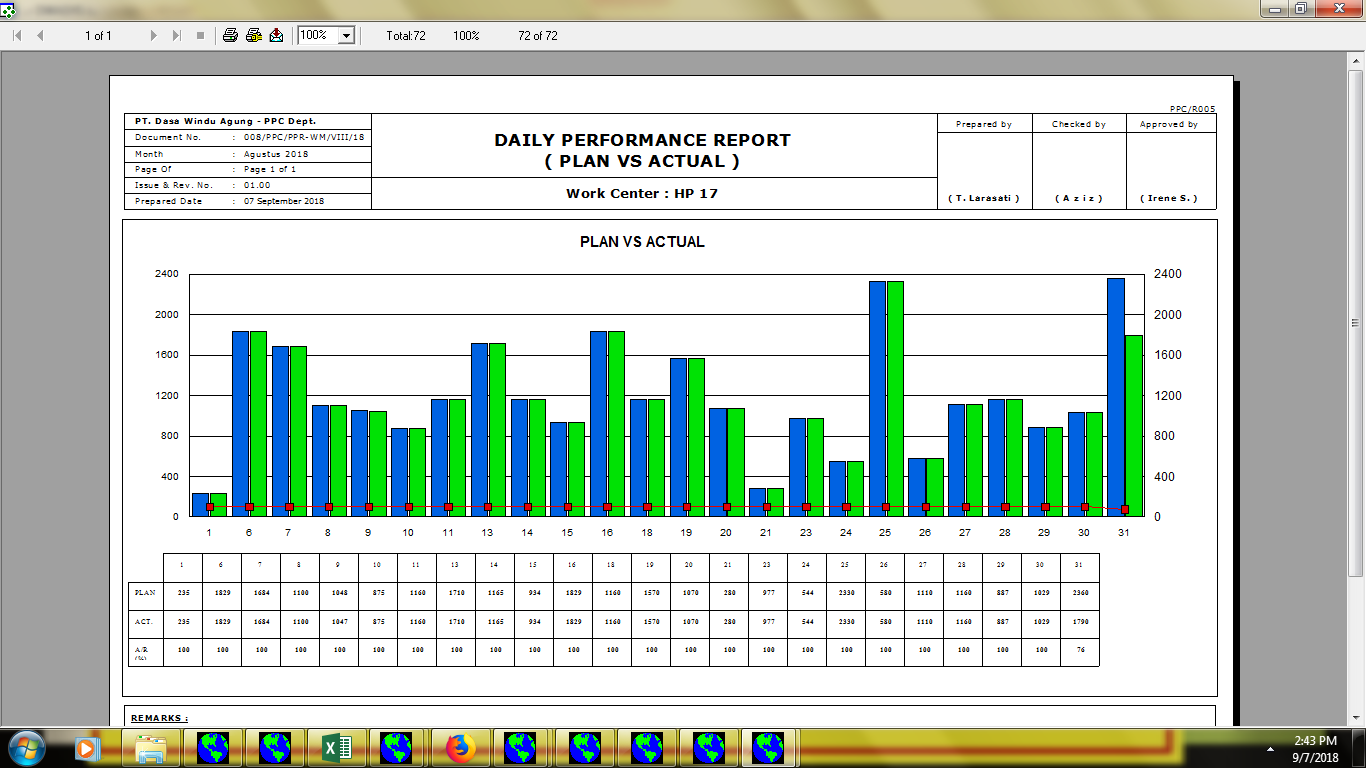 1 of 1
100%
Total:72
100%
72 of 72
PPC/R005
PT. Dasa Windu Agung - PPC Dept.
Document No. : 008/PPC/PPR-WM/VIII/18
Month : Agustus 2018
Page Of : Page 1 of 1
Issue & Rev. No. : 01.00
Prepared Date : 07 September 2018
DAILY PERFORMANCE REPORT
( PLAN VS ACTUAL )
Work Center : HP 17
Prepared by Checked by Approved by
( T. Larasati ) ( A z i z ) ( Irene S. )
PLAN VS ACTUAL
2400 2400
2000 2000
1600 1600
1200 1200
800 800
400 400
0 0
1 6 7 8 9 10 11 13 14 15 16 18 19 20 21 23 24 25 26 27 28 29 30 31
1 6 7 8 9 10 11 13 14 15 16 18 19 20 21 23 24 25 26 27 28 29 30 31
PLAN 235 1829 1684 1100 1048 875 1160 1710 1165 934 1829 1160 1570 1070 280 977 544 2330 580 1110 1160 887 1029 2360
ACT. 235 1829 1684 1100 1047 875 1160 1710 1165 934 1829 1160 1570 1070 280 977 544 2330 580 1110 1160 887 1029 1790
A/R 100 100 100 100 100 100 100 100 100 100 100 100 100 100 100 100 100 100 100 100 100 100 100 76
(%)
REMARKS :
2:43 PM
9/7/2018